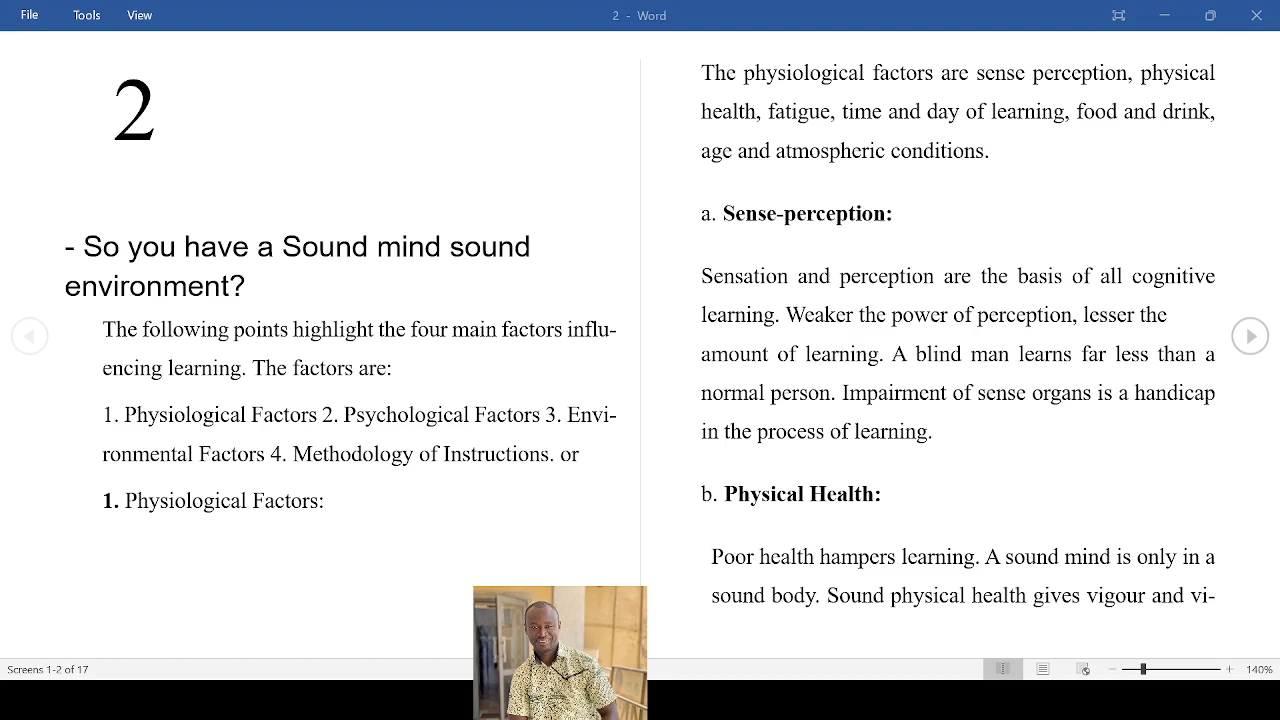 File Tools View 2 - Word
2
- So you have a Sound mind sound
environment?
The following points highlight the four main factors influ-
encing learning. The factors are:
1. Physiological Factors 2. Psychological Factors 3. Envi-
ronmental Factors 4. Methodology of Instructions. or
1. Physiological Factors:
The physiological factors are sense perception, physical
health, fatigue, time and day of learning, food and drink,
age and atmospheric conditions.
a. Sense-perception:
Sensation and perception are the basis of all cognitive
learning. Weaker the power of perception, lesser the
amount of learning. A blind man learns far less than a
normal person. Impairment of sense organs is a handicap
in the process of learning.
b. Physical Health:
Poor health hampers learning. A sound mind is only in a
sound body. Sound physical health gives vigour and vi-
Screens 1-2 of 17 140%